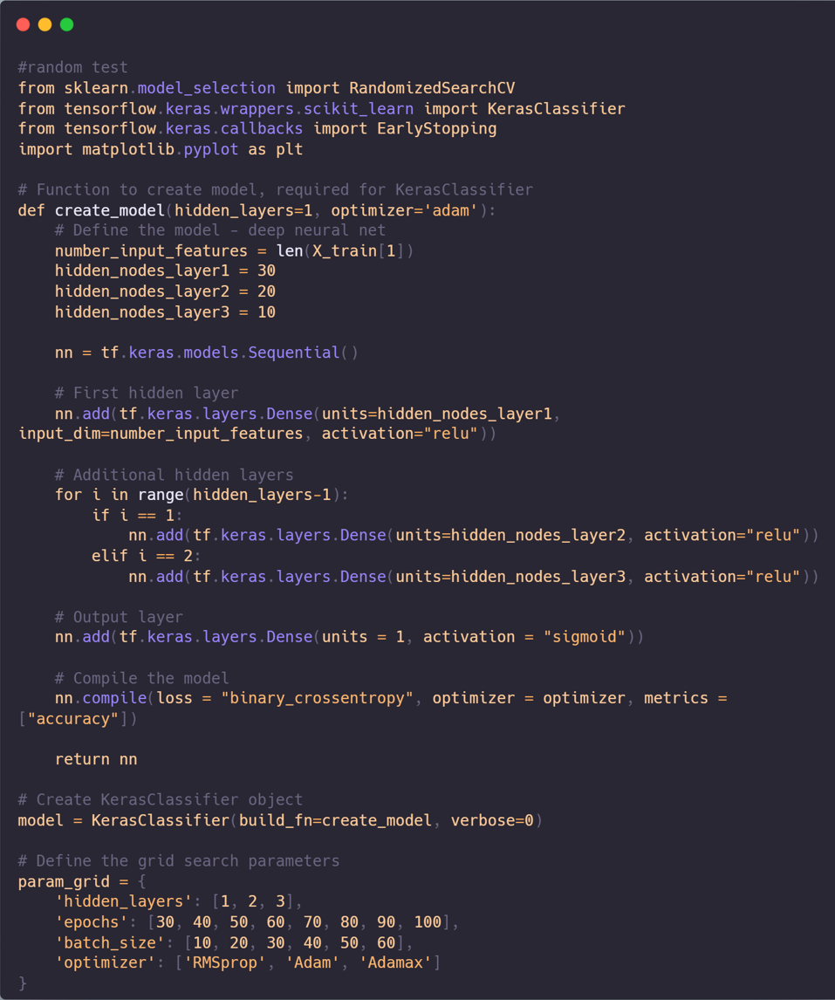 #random test
from sklearn.model_selection import RandomizedSearchCV
from tensorflow.keras.wrappers.scikit_learn import KerasClassifier
from tensorflow.keras.callbacks import EarlyStopping
import matplotlib.pyplot as plt

# Function to create model, required for KerasClassifier
def create_model(hidden_layers=1, optimizer='adam'):
    # Define the model - deep neural net
    number_input_features = len(X_train[1])
    hidden_nodes_layer1 = 30
    hidden_nodes_layer2 = 20
    hidden_nodes_layer3 = 10

    nn = tf.keras.models.Sequential()

    # First hidden layer
    nn.add(tf.keras.layers.Dense(units=hidden_nodes_layer1,
input_dim=number_input_features, activation="relu"))

    # Additional hidden layers
    for i in range(hidden_layers-1):
        if i == 1:
            nn.add(tf.keras.layers.Dense(units=hidden_nodes_layer2, activation="relu"))
        elif i == 2:
            nn.add(tf.keras.layers.Dense(units=hidden_nodes_layer3, activation="relu"))

    # Output layer
    nn.add(tf.keras.layers.Dense(units = 1, activation = "sigmoid"))

    # Compile the model
    nn.compile(loss = "binary_crossentropy", optimizer = optimizer, metrics =
["accuracy"])

    return nn

# Create KerasClassifier object
model = KerasClassifier(build_fn=create_model, verbose=0)

# Define the grid search parameters
param_grid = {
    'hidden_layers': [1, 2, 3],
    'epochs': [30, 40, 50, 60, 70, 80, 90, 100],
    'batch_size': [10, 20, 30, 40, 50, 60],
    'optimizer': ['RMSprop', 'Adam', 'Adamax']
}